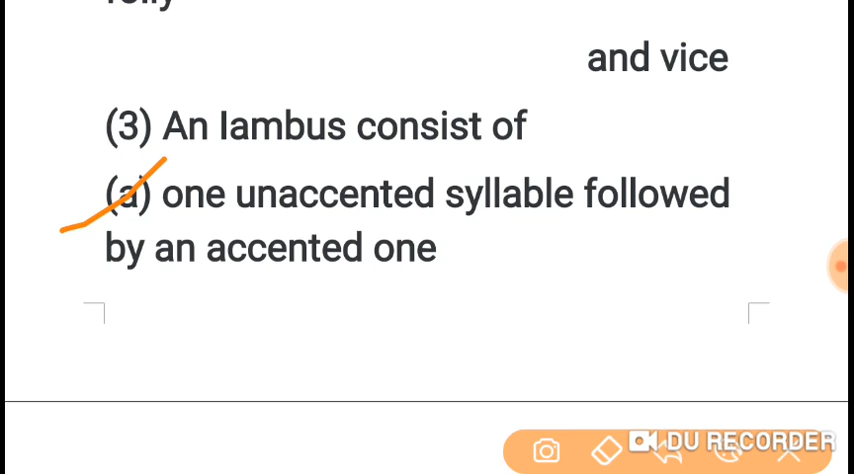 and vice
(3) An Iambus consist of
(a) one unaccented syllable followed
by an accented one
DU RECORDER